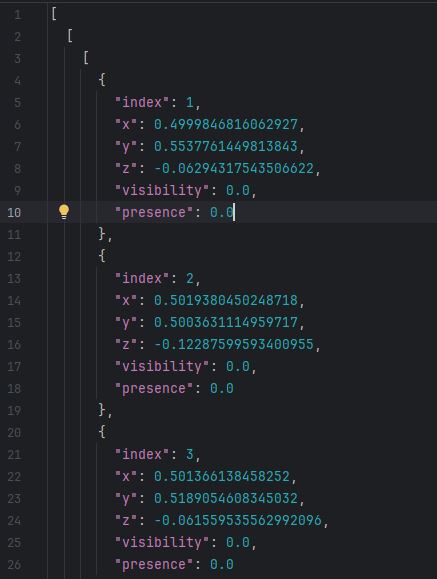 1 [
2 [
3 [
4 {
5 "index": 1,
6 "x": 0.4999846816062927,
7 "y": 0.5537761449813843,
8 "z": -0.06294317543506622,
9 "visibility": 0.0,
10 "presence": 0.0
11 },
12 {
13 "index": 2,
14 "x": 0.5019380450248718,
15 "y": 0.5003631114959717,
16 "z": -0.12287599593400955,
17 "visibility": 0.0,
18 "presence": 0.0
19 },
20 {
21 "index": 3,
22 "x": 0.501366138458252,
23 "y": 0.5189054608345032,
24 "z": -0.061559535562992096,
25 "visibility": 0.0,
26 "presence": 0.0